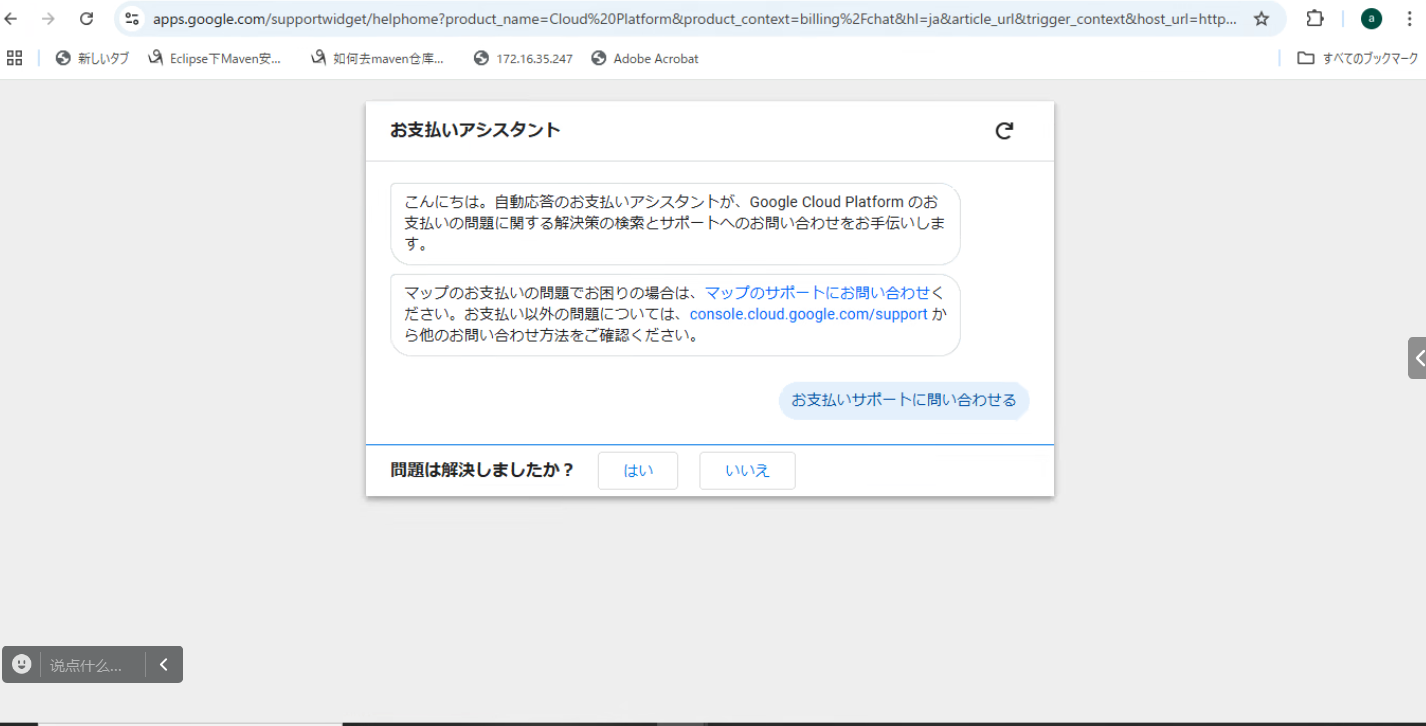 apps.google.com/supportwidget/helphome?product_name=Cloud%20Platform&product_context=billing%2Fchat&hl=ja&article_url&trigger_context&host_url=http...
a
新しいタブ
Eclipse下Maven安...
如何去maven仓库...
172.16.35.247
Adobe Acrobat
すべてのブックマーク
お支払いアシスタント
こんにちは。自動応答のお支払いアシスタントが、Google Cloud Platform のお
支払いの問題に関する解決策の検索とサポートへのお問い合わせをお手伝いしま
す。
マップのお支払いの問題でお困りの場合は、マップのサポートにお問い合わせく
ださい。お支払い以外の問題については、console.cloud.google.com/support か
ら他のお問い合わせ方法をご確認ください。
お支払いサポートに問い合わせる
問題は解決しましたか？
はい
いいえ
说点什么...